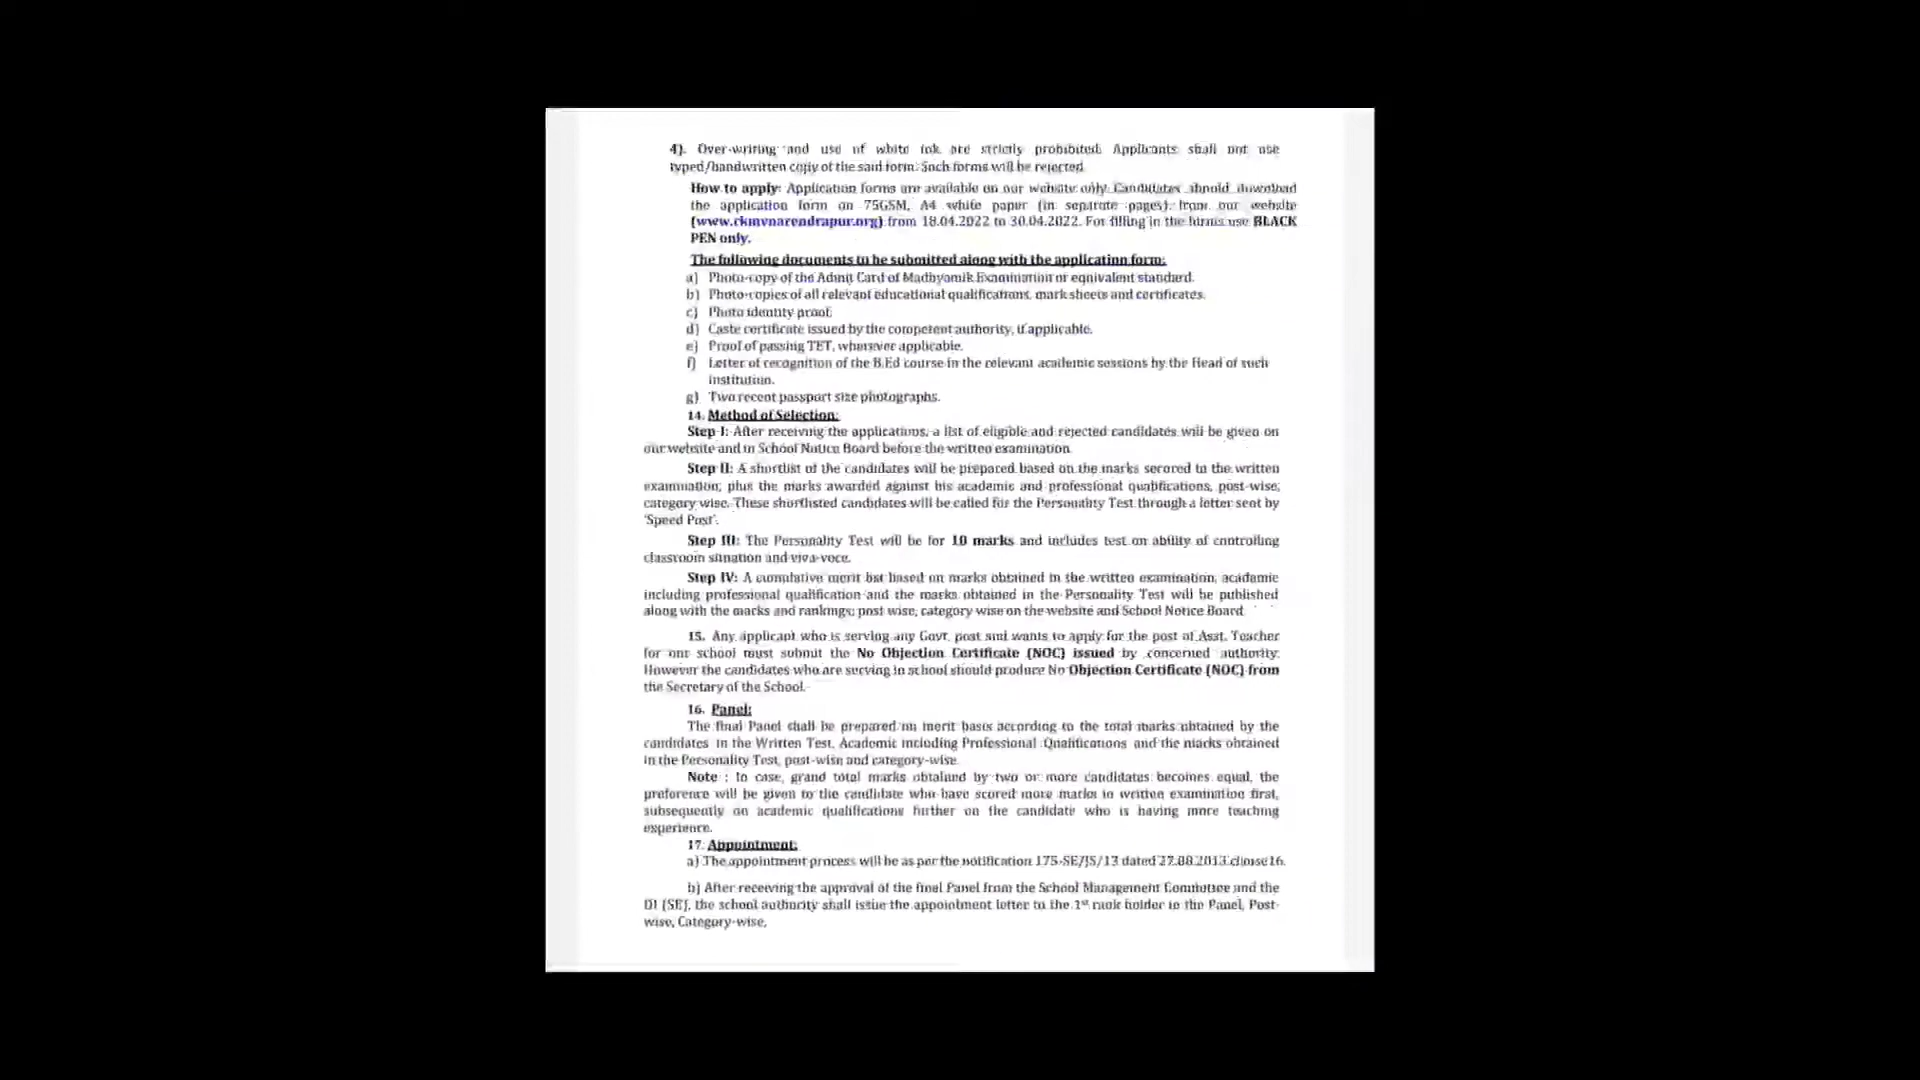 4). Over-writing and use of white ink are strictly prohibited. Applicants shall not use
typed/handwritten copy of the said form. Such forms will be rejected.
How to apply: Application forms are available on our website only. Candidates should download
the application form on 75GSM, A4 white paper (in separate pages), from our website
(www.rkmvnarendrapur.org) from 18.04.2022 to 30.04.2022. For filling in the forms use BLACK
PEN only.
The following documents to be submitted along with the application form:
a) Photo-copy of the Admit Card of Madhyamik Examination or equivalent standard.
b) Photo-copies of all relevant educational qualifications, mark sheets and certificates.
c) Photo identity proof.
d) Caste certificate issued by the competent authority, if applicable.
e) Proof of passing TET, wherever applicable.
f) Letter of recognition of the B.Ed course in the relevant academic sessions by the Head of such
institution.
g) Two recent passport size photographs.
14. Method of Selection:
Step I: After receiving the applications, a list of eligible and rejected candidates will be given on
our website and in School Notice Board before the written examination.
Step II: A shortlist of the candidates will be prepared based on the marks secured in the written
examination, plus the marks awarded against his academic and professional qualifications, post-wise,
category wise. These shortlisted candidates will be called for the Personality Test through a letter sent by
'Speed Post'.
Step III: The Personality Test will be for 10 marks and includes test on ability of controlling
classroom situation and viva-voce.
Step IV: A cumulative merit list based on marks obtained in the written examination, academic
including professional qualification and the marks obtained in the Personality Test will be published
along with the marks and rankings; post wise, category wise on the website and School Notice Board.
15. Any applicant who is serving any Govt. post and wants to apply for the post of Asst. Teacher
for our school must submit the No Objection Certificate (NOC) issued by concerned authority.
However the candidates who are serving in school should produce No Objection Certificate (NOC) from
the Secretary of the School.
16. Panel:
The final Panel shall be prepared on merit basis according to the total marks obtained by the
candidates in the Written Test, Academic including Professional Qualifications and the marks obtained
in the Personality Test, post-wise and category-wise.
Note : In case, grand total marks obtained by two or more candidates becomes equal, the
preference will be given to the candidate who have scored more marks in written examination first,
subsequently on academic qualifications further on the candidate who is having more teaching
experience.
17. Appointment:
a) The appointment process will be as per the notification 175-SE/JS/13 dated 27.08.2013 clause 16.
b) After receiving the approval of the final Panel from the School Management Committee and the
DI (SE), the school authority shall issue the appointment letter to the 1st rank holder in the Panel, Post-
wise, Category-wise.